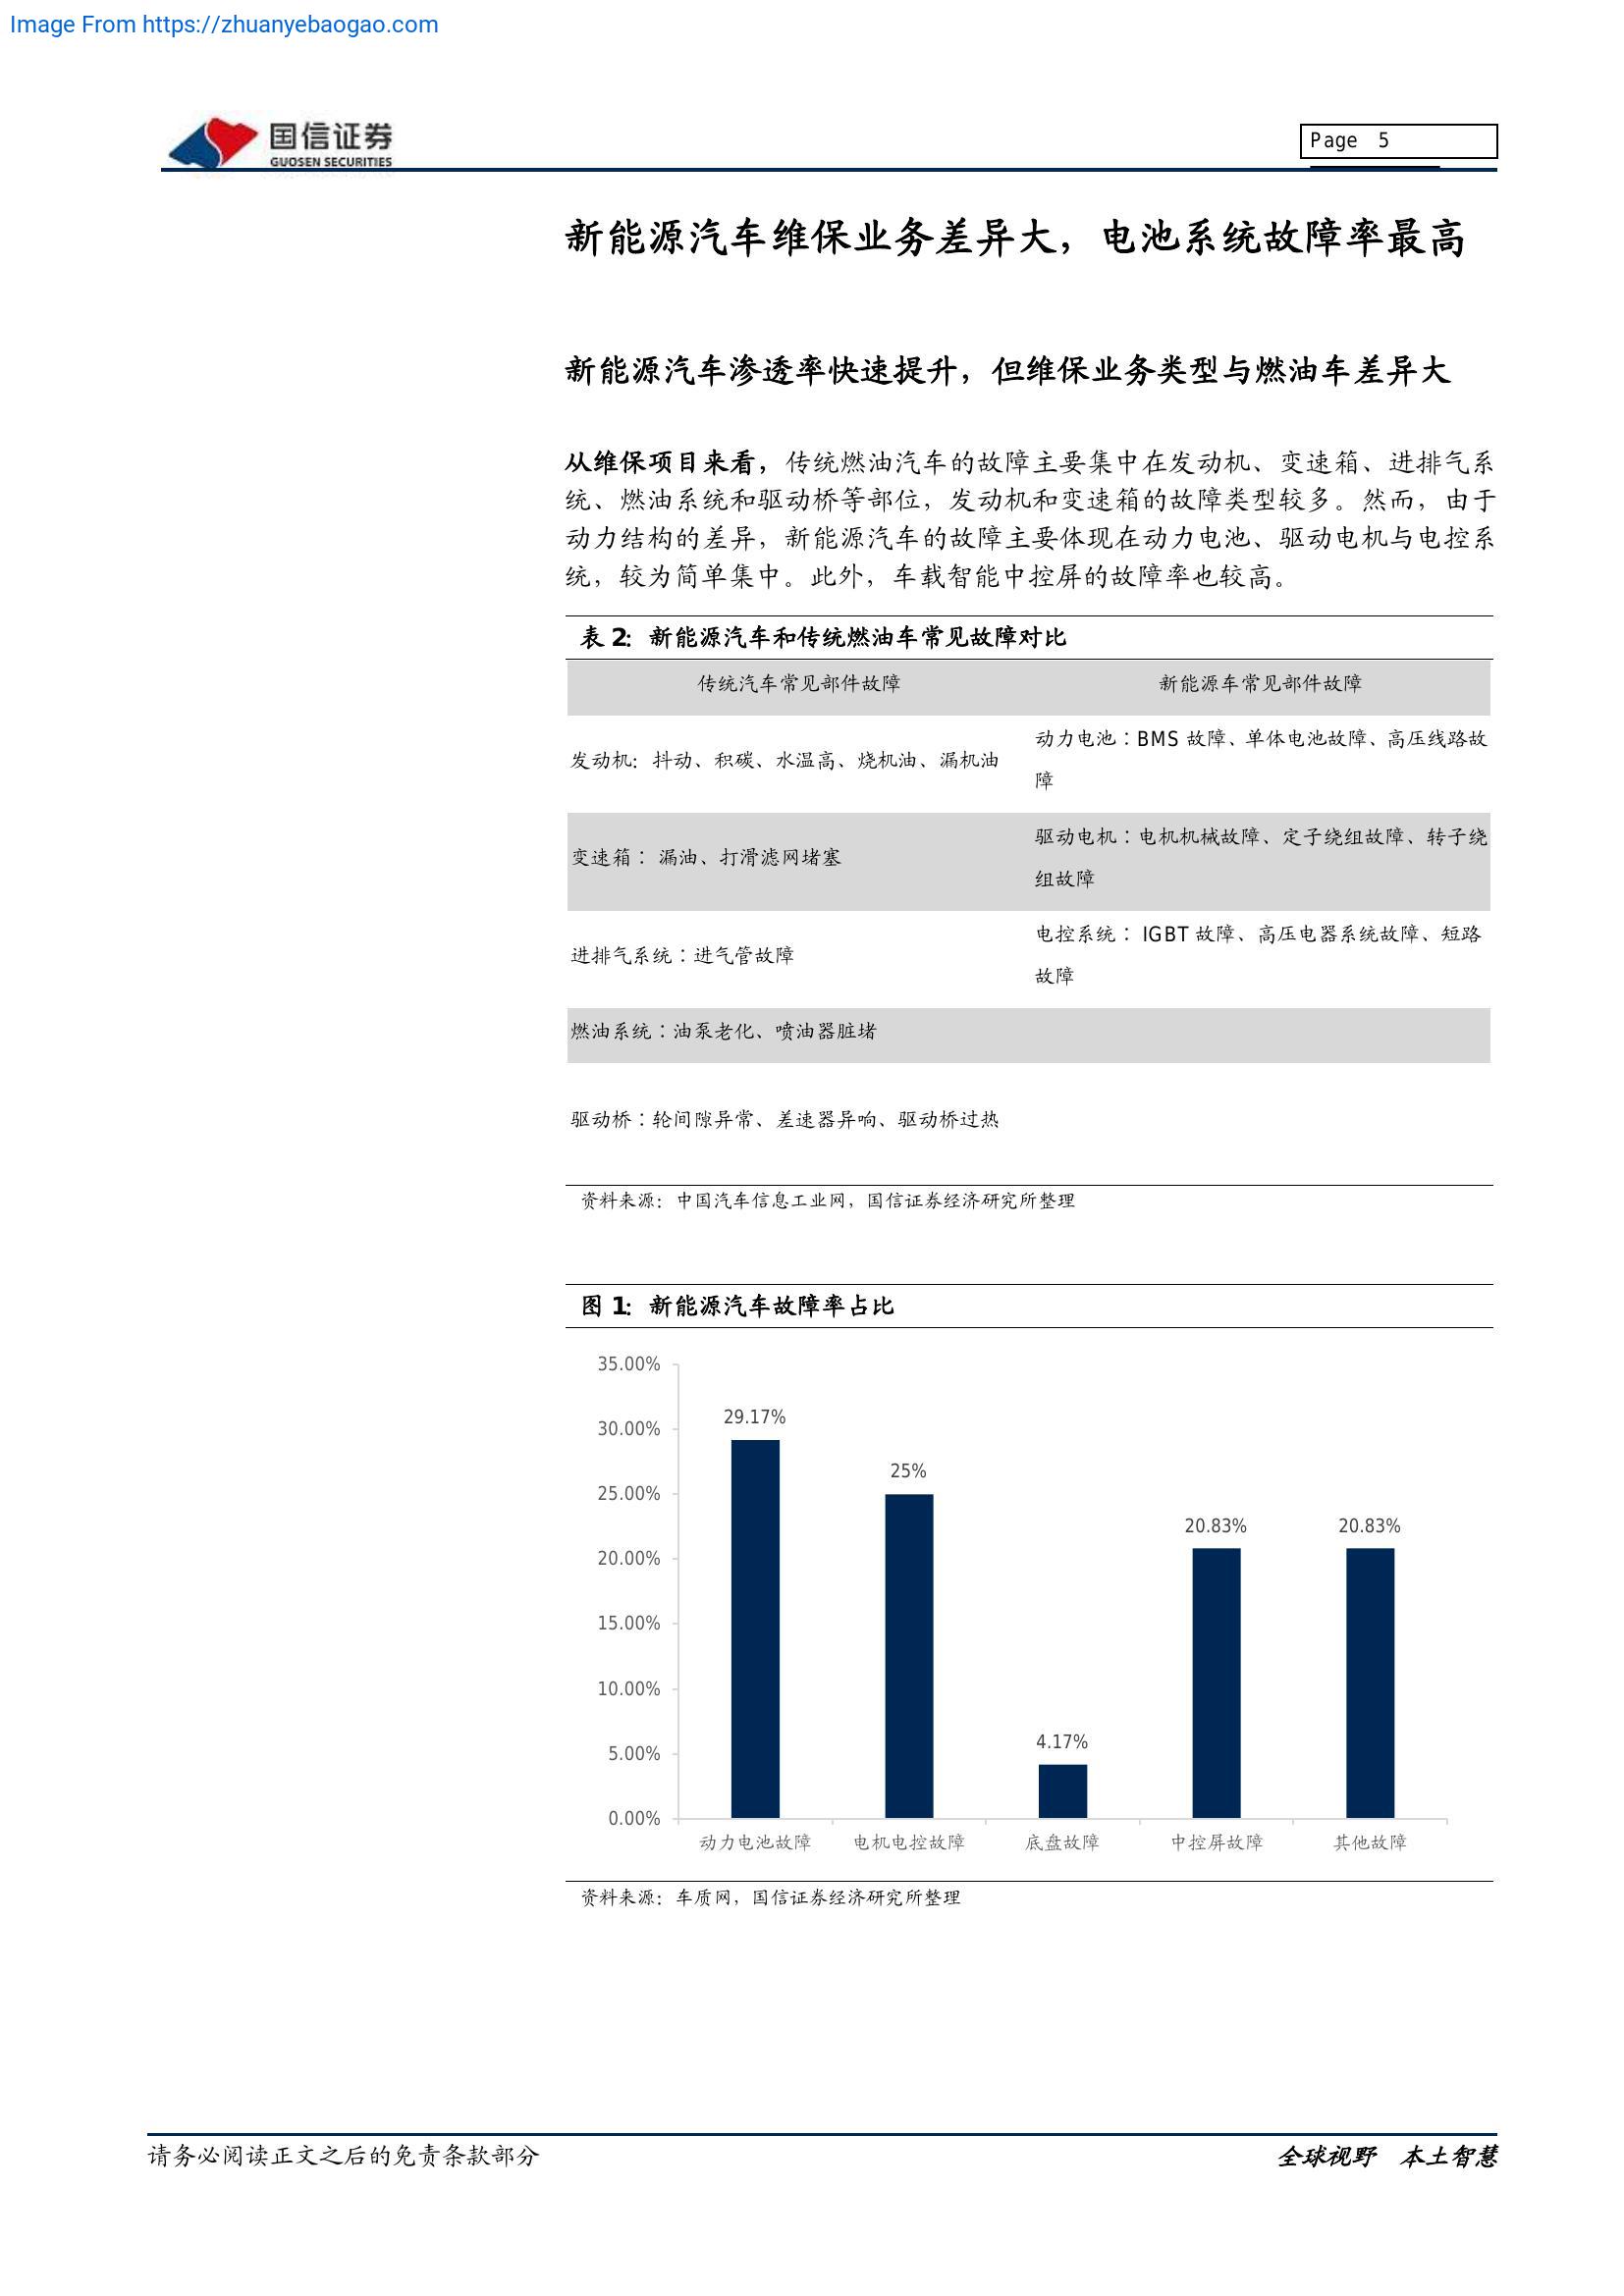 Image From https://zhuanyebaogao.com
国信证券
GUOSEN SECURITIES
Page 5
新能源汽车维保业务差异大，电池系统故障率最高
新能源汽车渗透率快速提升，但维保业务类型与燃油车差异大
从维保项目来看，传统燃油汽车的故障主要集中在发动机、变速箱、进排气系
统、燃油系统和驱动桥等部位，发动机和变速箱的故障类型较多。然而，由于
动力结构的差异，新能源汽车的故障主要体现在动力电池、驱动电机与电控系
统，较为简单集中。此外，车载智能中控屏的故障率也较高。
表 2：新能源汽车和传统燃油车常见故障对比
传统汽车常见部件故障
新能源车常见部件故障
发动机：抖动、积碳、水温高、烧机油、漏机油
动力电池：BMS 故障、单体电池故障、高压线路故
障
变速箱： 漏油、打滑滤网堵塞
驱动电机：电机机械故障、定子绕组故障、转子绕
组故障
进排气系统：进气管故障
电控系统： IGBT 故障、高压电器系统故障、短路
故障
燃油系统：油泵老化、喷油器脏堵
驱动桥：轮间隙异常、差速器异响、驱动桥过热
资料来源：中国汽车信息工业网，国信证券经济研究所整理
图 1：新能源汽车故障率占比
35.00%
30.00%
25.00%
20.00%
15.00%
10.00%
5.00%
0.00%
29.17%
25%
4.17%
20.83%
20.83%
动力电池故障
电机电控故障
底盘故障
中控屏故障
其他故障
资料来源：车质网，国信证券经济研究所整理
请务必阅读正文之后的免责条款部分
全球视野 本土智慧